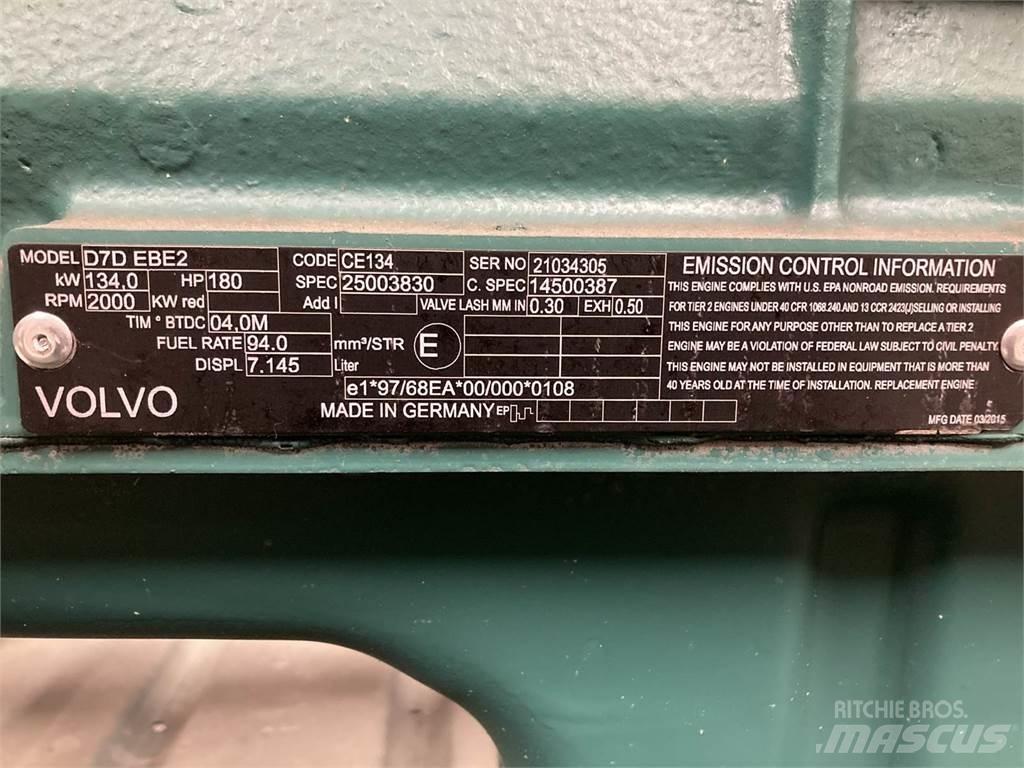 MODEL D7D EBE2 CODE CE134 SER NO 21034305
kW 134,0 HP 180 SPEC 25003830 C. SPEC 14500387
RPM 2000 KW red Add I VALVE LASH MM IN 0.30 EXH 0.50
TIM ° BTDC 04,0M
FUEL RATE 94.0 mm³/STR E
DISPL 7.145 Liter
e1*97/68EA*00/000*0108
VOLVO MADE IN GERMANY EP
EMISSION CONTROL INFORMATION
THIS ENGINE COMPLIES WITH U.S. EPA NONROAD EMISSION. REQUIREMENTS
FOR TIER 2 ENGINES UNDER 40 CFR 1068.240 AND 13 CCR 2423(J)SELLING OR INSTALLING
THIS ENGINE FOR ANY PURPOSE OTHER THAN TO REPLACE A TIER 2
ENGINE MAY BE A VIOLATION OF FEDERAL LAW SUBJECT TO CIVIL PENALTY.
THIS ENGINE MAY NOT BE INSTALLED IN EQUIPMENT THAT IS MORE THAN
40 YEARS OLD AT THE TIME OF INSTALLATION. REPLACEMENT ENGINE
MFG DATE 03/2015
RITCHIE BROS.
MASCUS